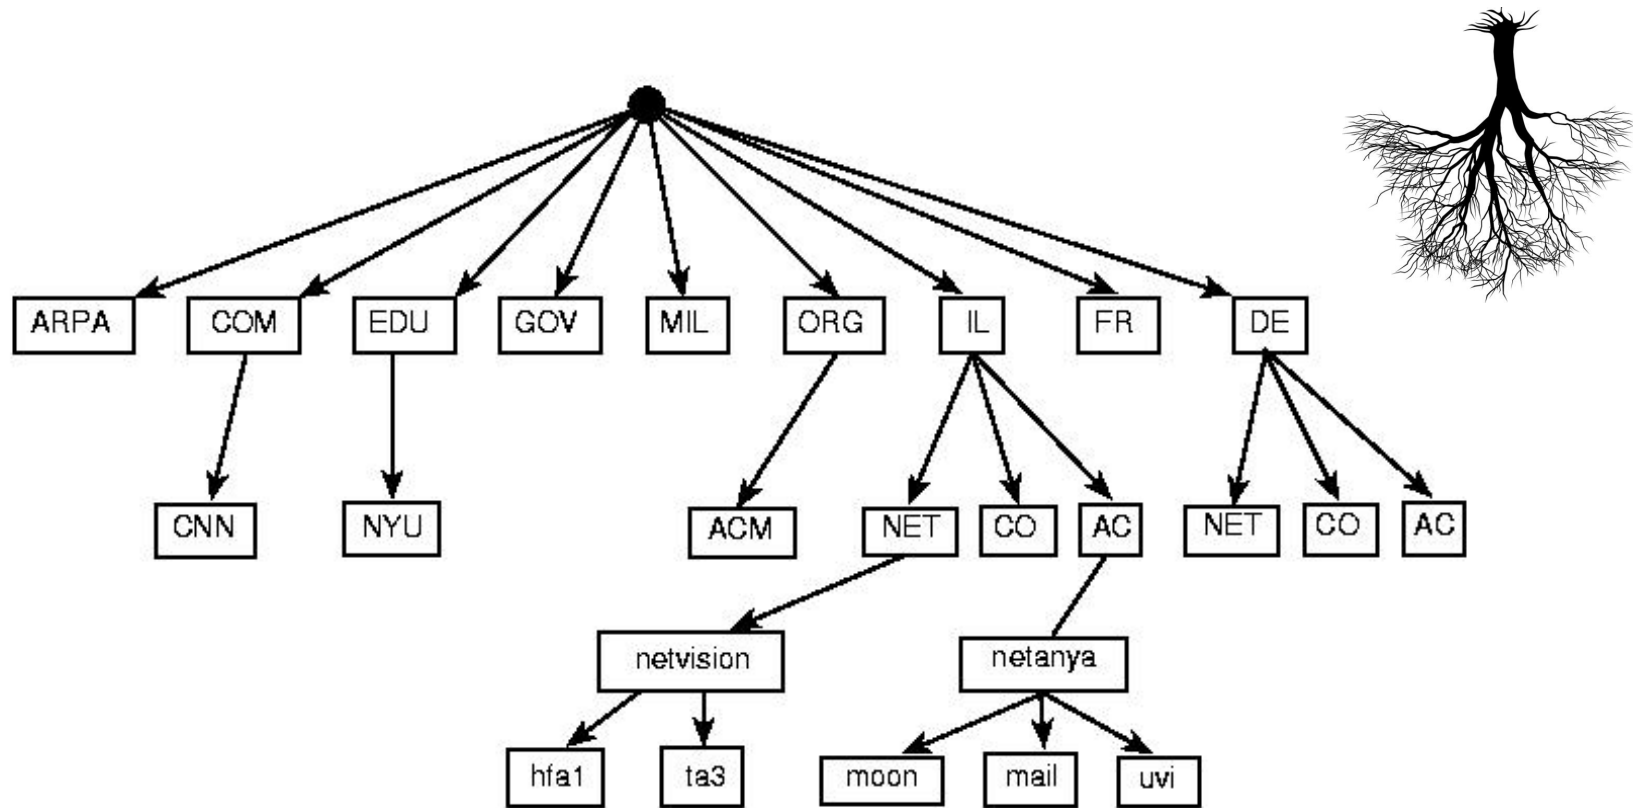 ARPA
COM
EDU
GOV
MIL
ORG
IL
FR
DE
CNN
NYU
ACM
NET
CO
AC
NET
CO
AC
netvision
netanya
hfa1
ta3
moon
mail
uvi